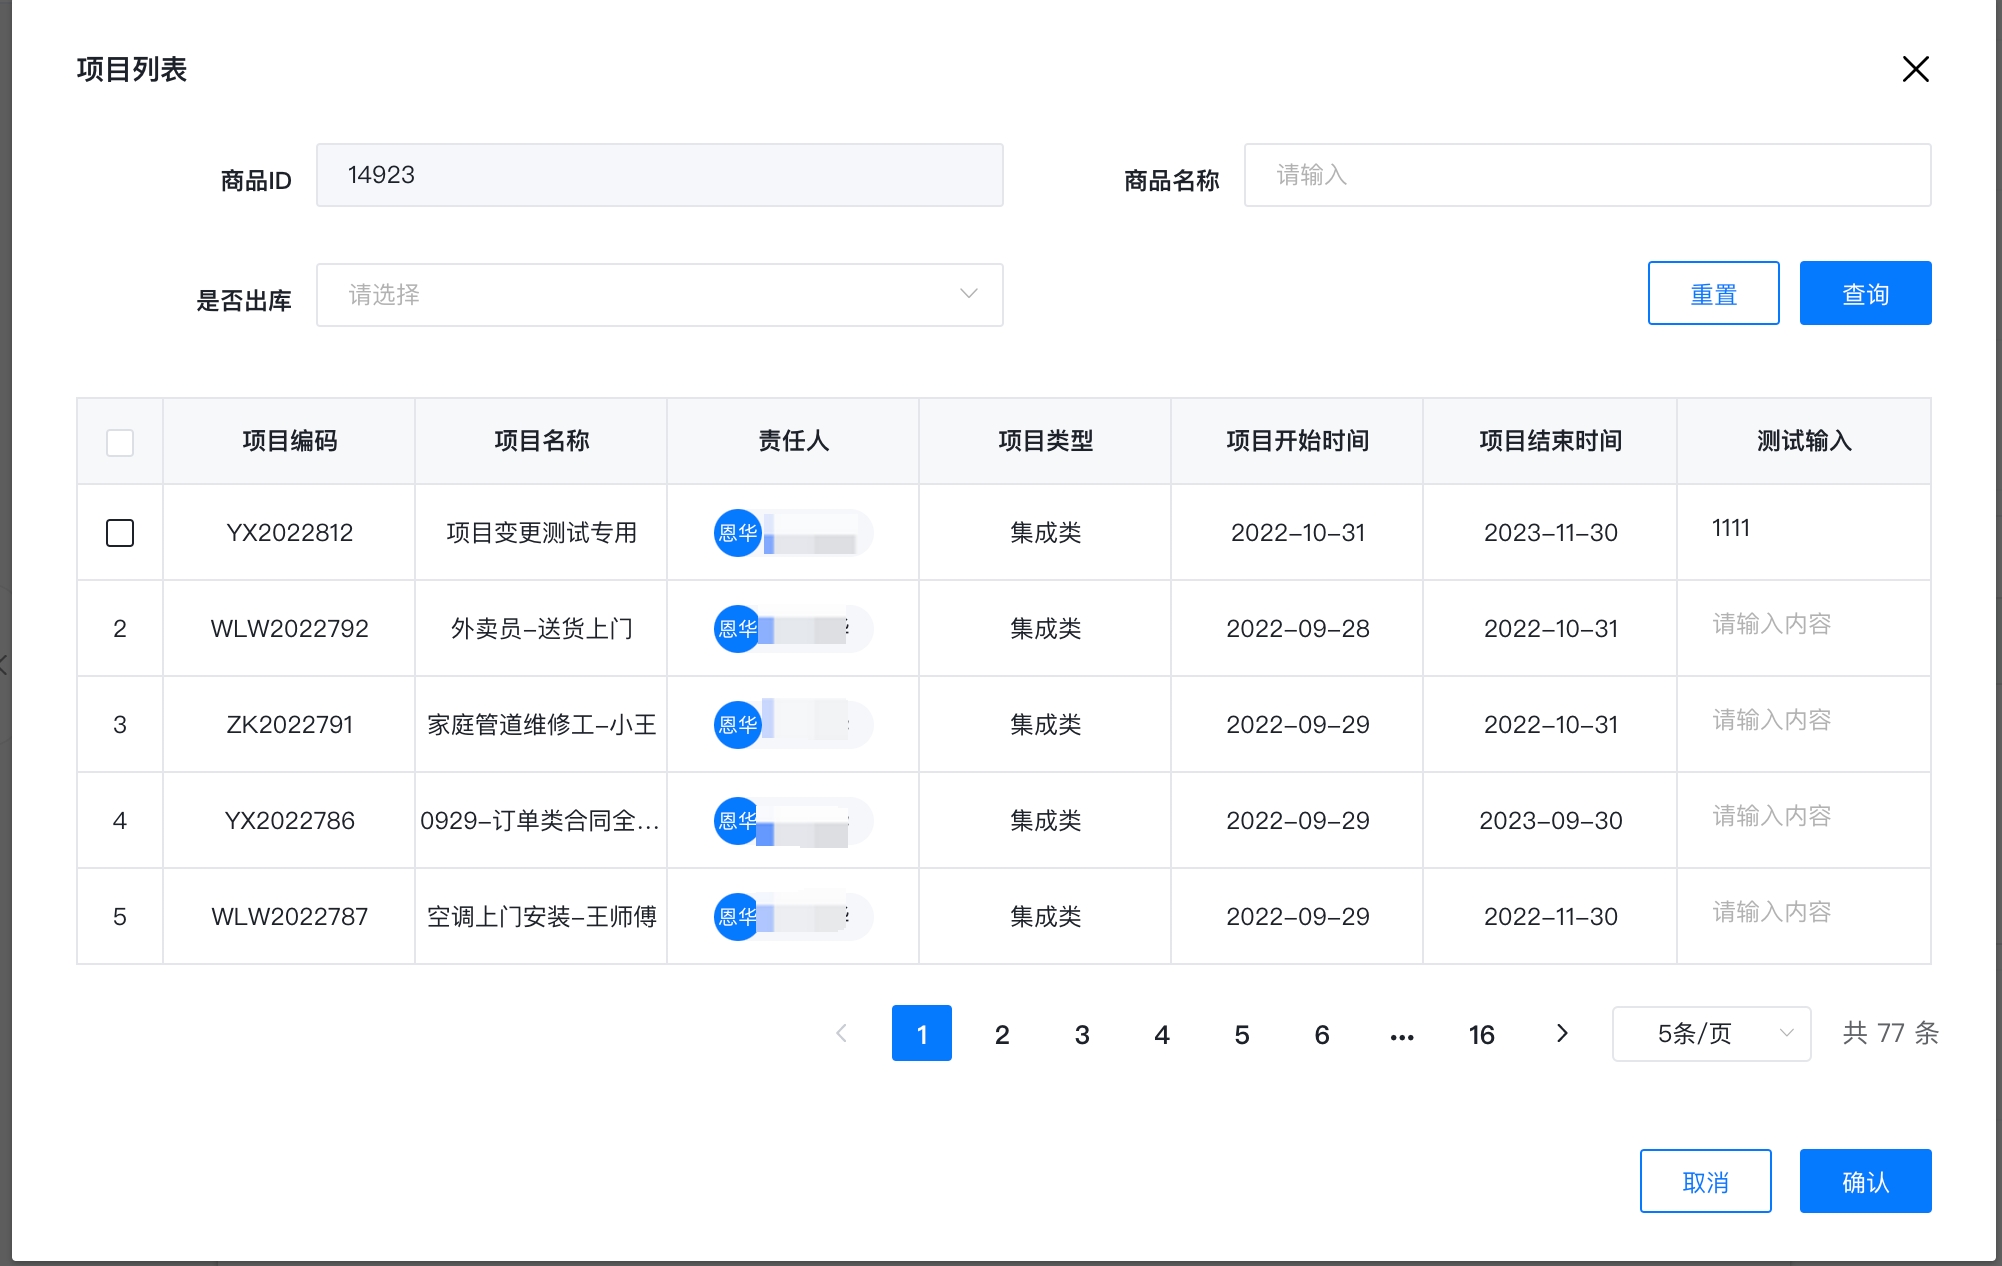 项目列表
商品ID 14923 商品名称 请输入
是否出库 请选择 重置 查询
项目编码 项目名称 责任人 项目类型 项目开始时间 项目结束时间 测试输入
YX2022812 项目变更测试专用 恩华 集成类 2022-10-31 2023-11-30 1111
2 WLW2022792 外卖员-送货上门 恩华 集成类 2022-09-28 2022-10-31 请输入内容
3 ZK2022791 家庭管道维修工-小王 恩华 集成类 2022-09-29 2022-10-31 请输入内容
4 YX2022786 0929-订单类合同全... 恩华 集成类 2022-09-29 2023-09-30 请输入内容
5 WLW2022787 空调上门安装-王师傅 恩华 集成类 2022-09-29 2022-11-30 请输入内容
1 2 3 4 5 6 ... 16 5条/页 共 77 条
取消 确认